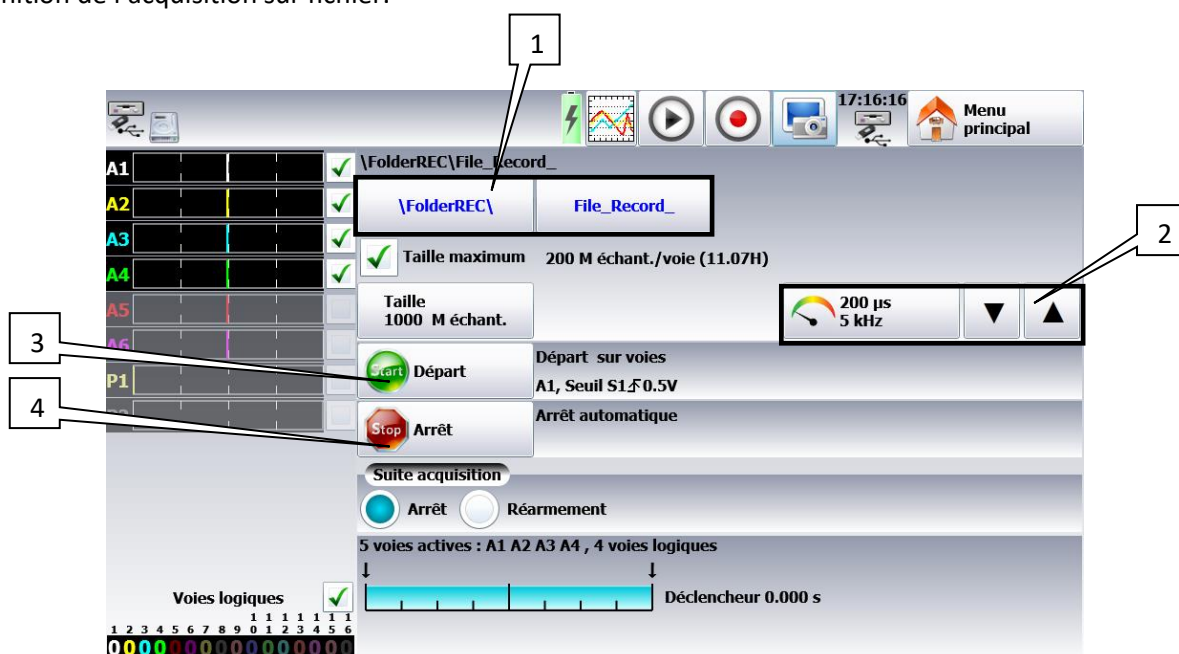 nition de l'acquisition sur fichier.
1
17:16:16
Menu
principal
A1
\FolderREC\File_Record_
A2
\FolderREC\ File_Record_
2
A3
Taille maximum 200 M échant./voie (11.07H)
A4
A5
Taille
1000 M échant.
200 µs
5 kHz
▼ ▲
3
A6
Départ sur voies
Start Départ
P1
A1, Seuil S1 0.5V
4
Arrêt automatique
Stop Arrêt
Suite acquisition
Arrêt Réarmement
5 voies actives : A1 A2 A3 A4 , 4 voies logiques
Déclencheur 0.000 s
Voies logiques
1 2 3 4 5 6 7 8 9 10 11 12 13 14 15 16
0 0 0 0 0 0 0 0 0 0 0 0 0 0 0 0